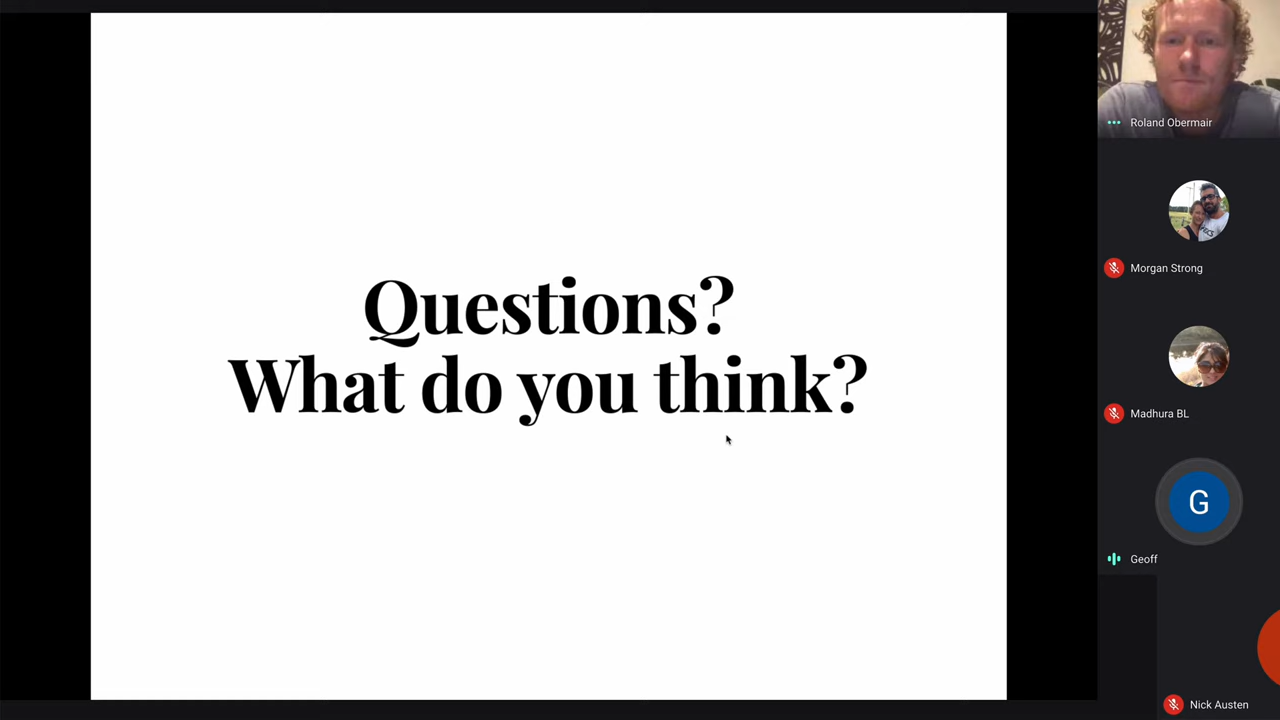 Questions?
What do you think?
Roland Obermair
Morgan Strong
Madhura BL
G
Geoff
Nick Austen